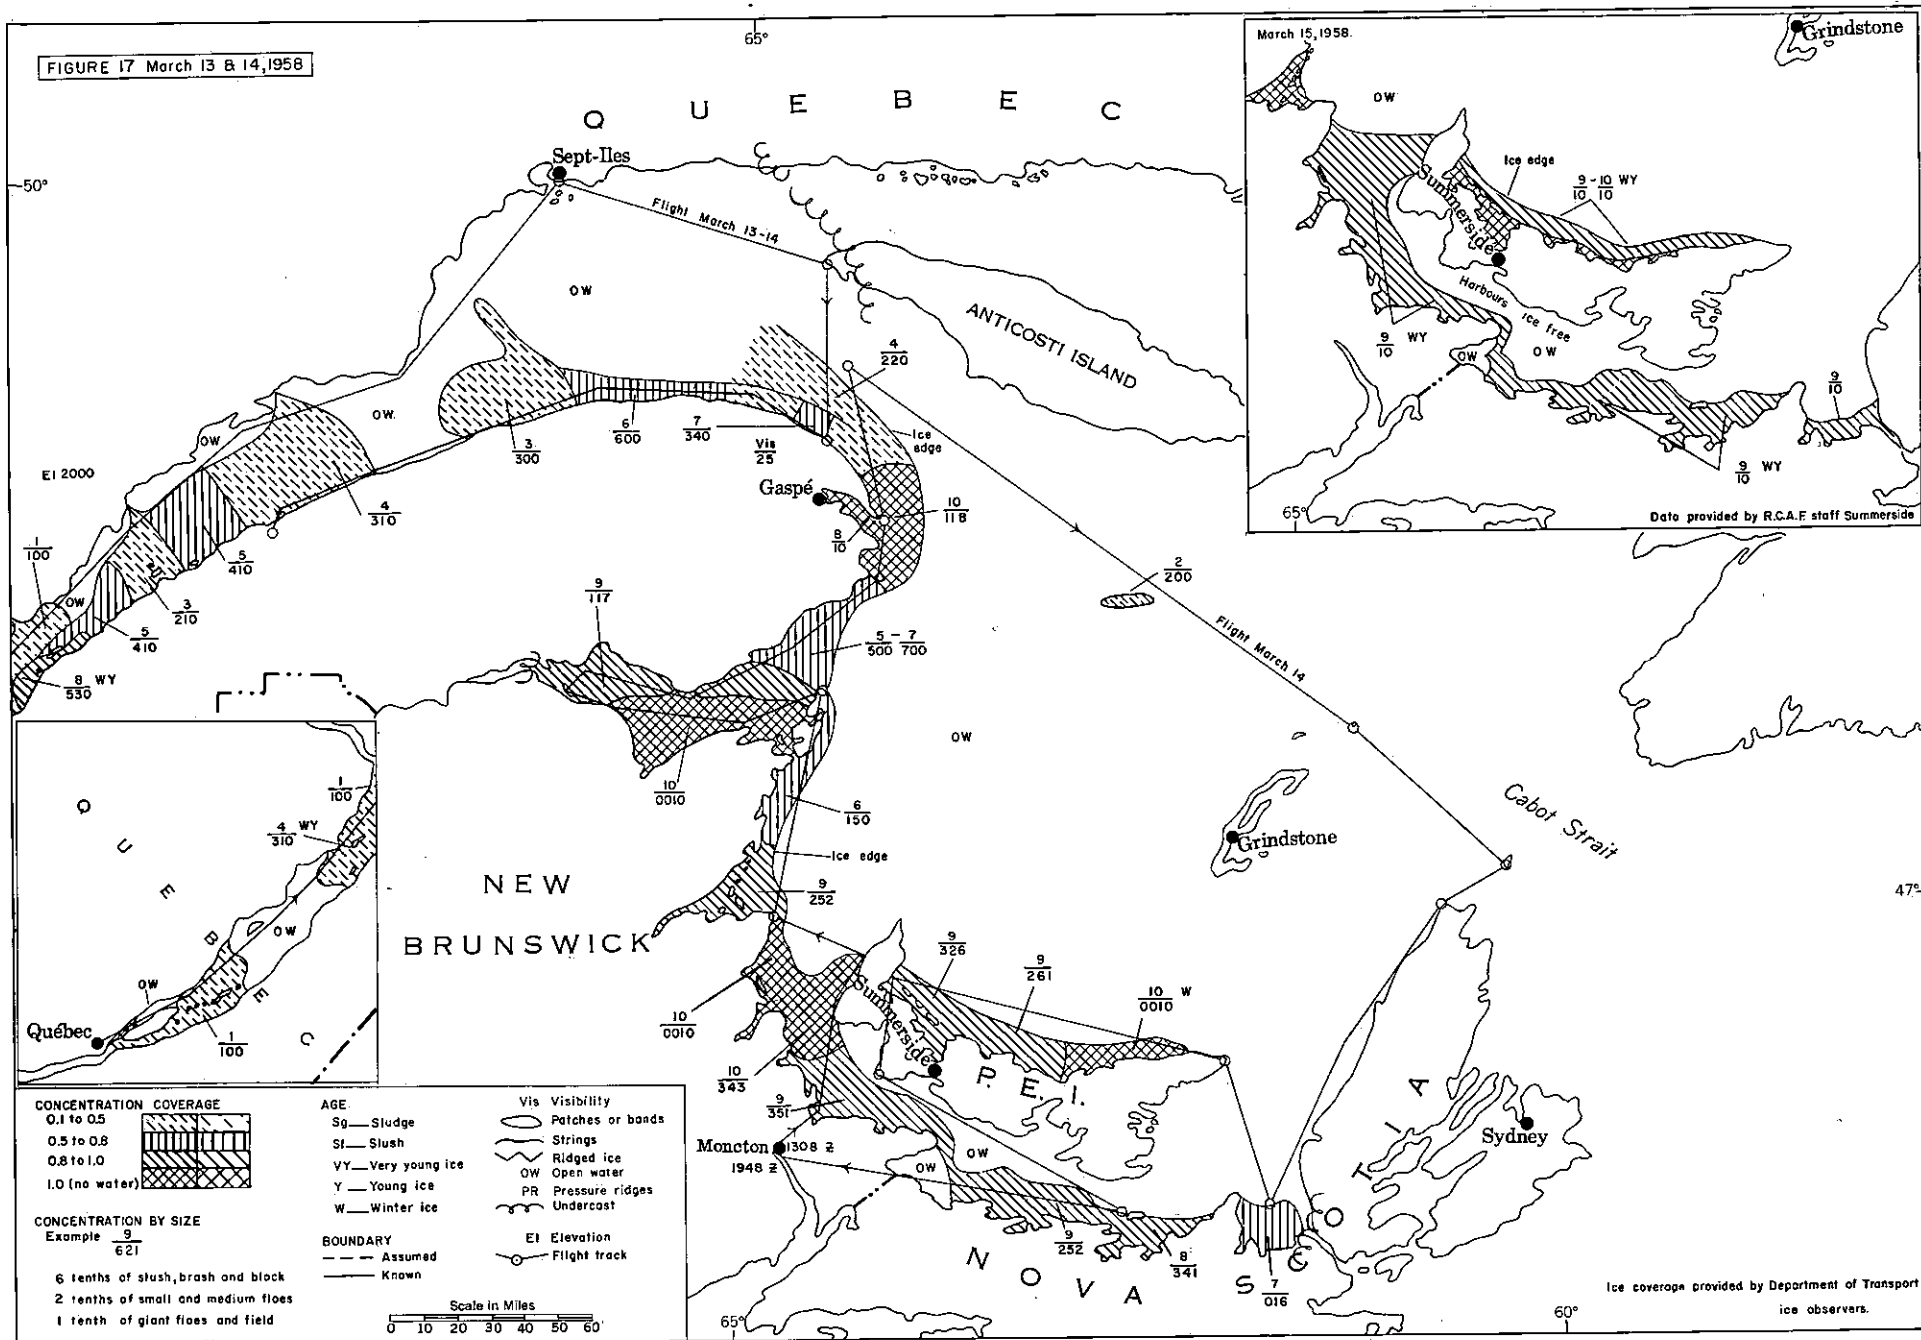 FIGURE 17 March 13 & 14, 1958
65°
QUEBEC
Sept-Iles
50°
Flight March 13-14
OW
ANTICOSTI ISLAND
4
220
OW
OW
EI 2000
6
600
7
340
3
300
Vis
25
Ice
edge
Gaspé
4
310
10
118
8
10
1
100
5
410
OW
3
210
5
410
8 WY
530
9
117
2
200
5 - 7
500 700
Flight March 14
OW
10
0010
6
150
Ice edge
Grindstone
Cabot Strait
47°
NEW
BRUNSWICK
9
252
9
326
9
261
10 W
0010
Summerside
10
0010
10
343
9
351
P. E. I.
Moncton
1308 Z
1948 Z
OW
OW
Sydney
9
252
8
341
7
016
NOVA SCOTIA
65°
60°
Ice coverage provided by Department of Transport
ice observers.
March 15, 1958.
Grindstone
OW
Ice edge
9 - 10 WY
10 10
Summerside
Harbours
Ice free
9 WY
10
OW
OW
9
10
9 WY
10
65°
Data provided by R.C.A.F. staff Summerside
QUEBEC
1
100
4 WY
310
OW
OW
Québec
1
100
CONCENTRATION COVERAGE
0.1 to 0.5
0.5 to 0.8
0.8 to 1.0
1.0 (no water)
CONCENTRATION BY SIZE
Example 9
621
6 tenths of slush, brash and block
2 tenths of small and medium floes
1 tenth of giant floes and field
AGE
Sg Sludge
Sl Slush
VY Very young ice
Y Young ice
W Winter ice
BOUNDARY
Assumed
Known
Vis Visibility
Patches or bands
Strings
Ridged ice
OW Open water
PR Pressure ridges
Undercast
EI Elevation
Flight track
Scale in Miles
0 10 20 30 40 50 60